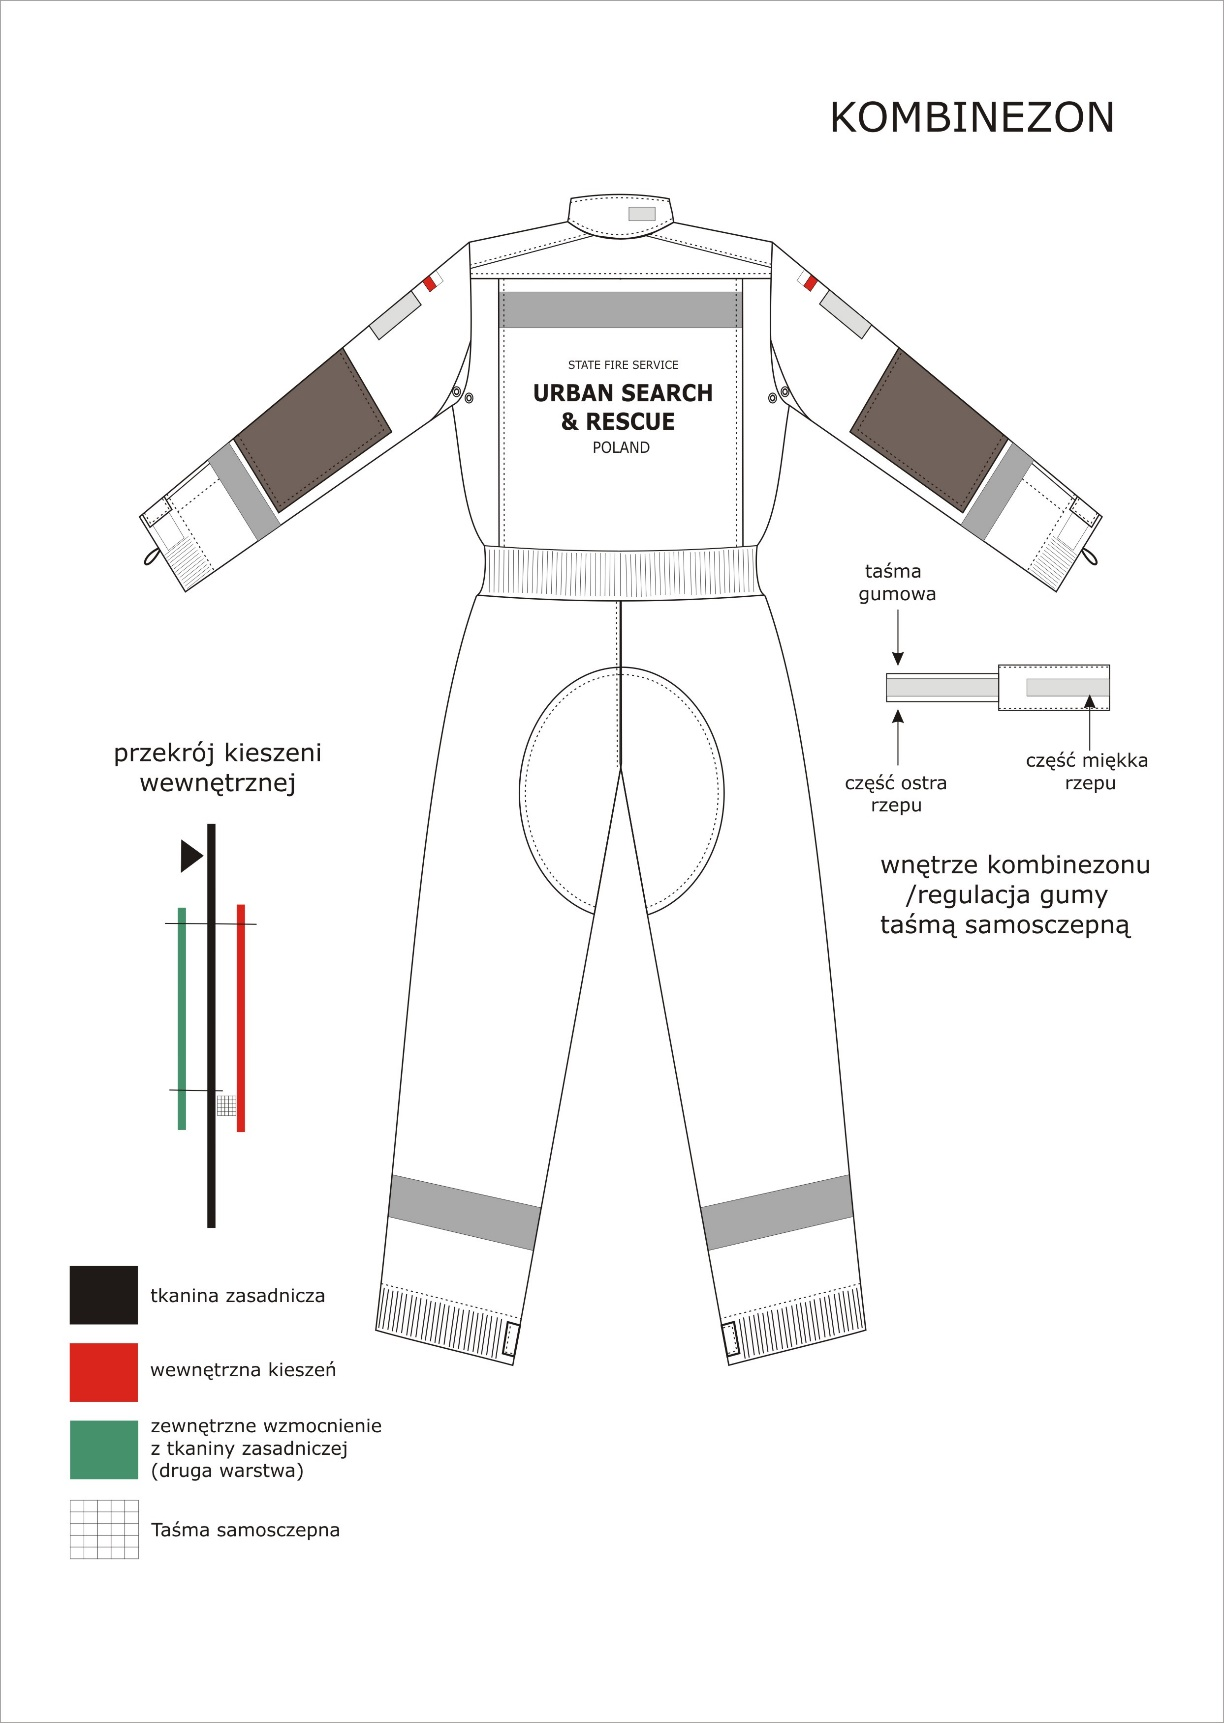 KOMBINEZON
STATE FIRE SERVICE
URBAN SEARCH
& RESCUE
POLAND
taśma
gumowa
część ostra
rzepu
część miękka
rzepu
wnętrze kombinezonu
/regulacja gumy
taśmą samosczepną
przekrój kieszeni
wewnętrznej
tkanina zasadnicza
wewnętrzna kieszeń
zewnętrzne wzmocnienie
z tkaniny zasadniczej
(druga warstwa)
Taśma samosczepna